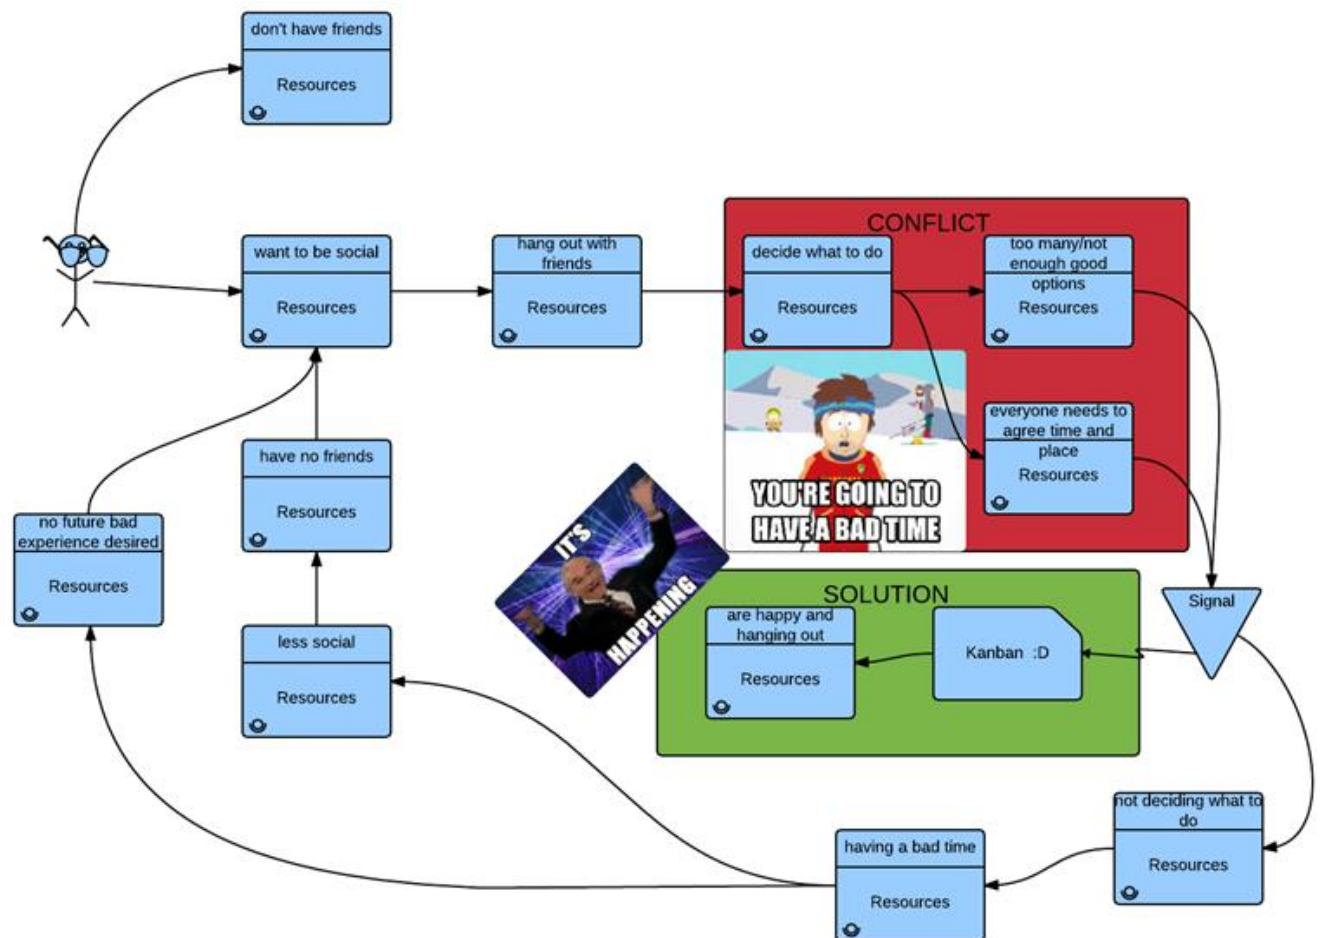 don't have friends
Resources
want to be social
Resources
hang out with
friends
Resources
CONFLICT
decide what to do
Resources
too many/not
enough good
options
Resources
everyone needs to
agree time and
place
Resources
YOU'RE GOING TO
HAVE A BAD TIME
have no friends
Resources
no future bad
experience desired
Resources
IT'S
HAPPENING
SOLUTION
are happy and
hanging out
Resources
Kanban :D
Signal
less social
Resources
not deciding what to
do
Resources
having a bad time
Resources